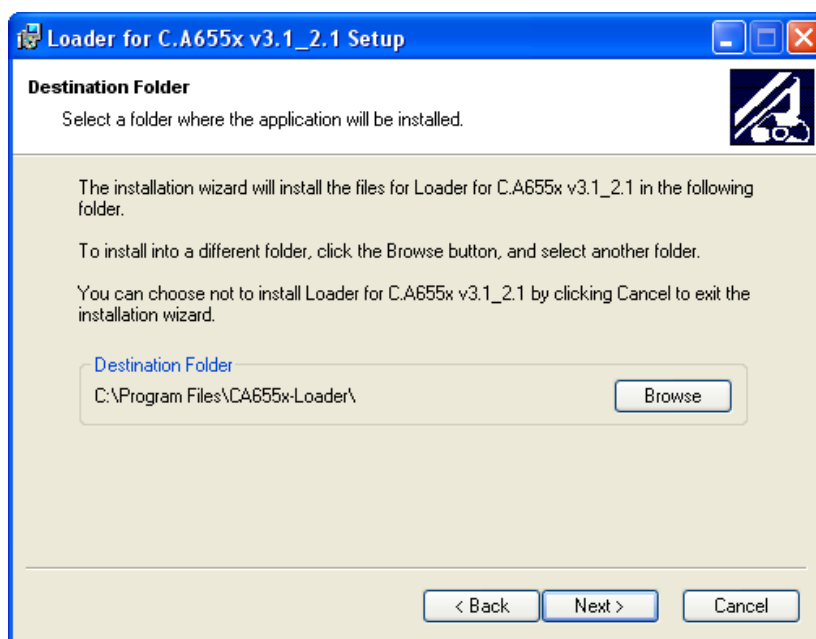 Loader for C.A655x v3.1_2.1 Setup
Destination Folder
Select a folder where the application will be installed.
The installation wizard will install the files for Loader for C.A655x v3.1_2.1 in the following
folder.
To install into a different folder, click the Browse button, and select another folder.
You can choose not to install Loader for C.A655x v3.1_2.1 by clicking Cancel to exit the
installation wizard.
Destination Folder
C:\Program Files\CA655x-Loader\
Browse
< Back
Next >
Cancel